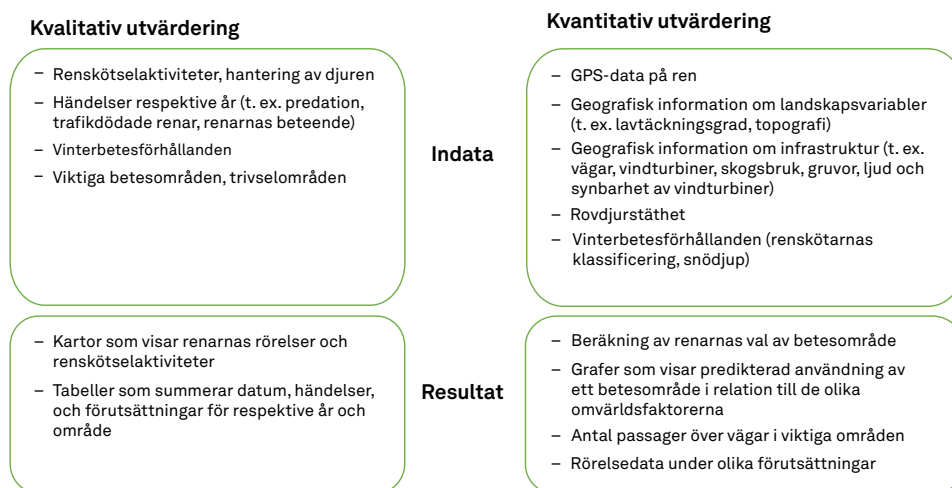 Kvalitativ utvärdering
– Renskötselaktiviteter, hantering av djuren
– Händelser respektive år (t. ex. predation,
trafikdödade renar, renarnas beteende)
– Vinterbetesförhållanden
– Viktiga betesområden, trivselområden
Indata
Kvantitativ utvärdering
– GPS-data på ren
– Geografisk information om landskapsvariabler
(t. ex. lavtäckningsgrad, topografi)
– Geografisk information om infrastruktur (t. ex.
vägar, vindturbiner, skogsbruk, gruvor, ljud och
synbarhet av vindturbiner)
– Rovdjurstäthet
– Vinterbetesförhållanden (renskötarnas
klassificering, snödjup)
– Kartor som visar renarnas rörelser och
renskötselaktiviteter
– Tabeller som summerar datum, händelser,
och förutsättningar för respektive år och
område
Resultat
– Beräkning av renarnas val av betesområde
– Grafer som visar predikterad användning av
ett betesområde i relation till de olika
omvärldsfaktorerna
– Antal passager över vägar i viktiga områden
– Rörelsedata under olika förutsättningar